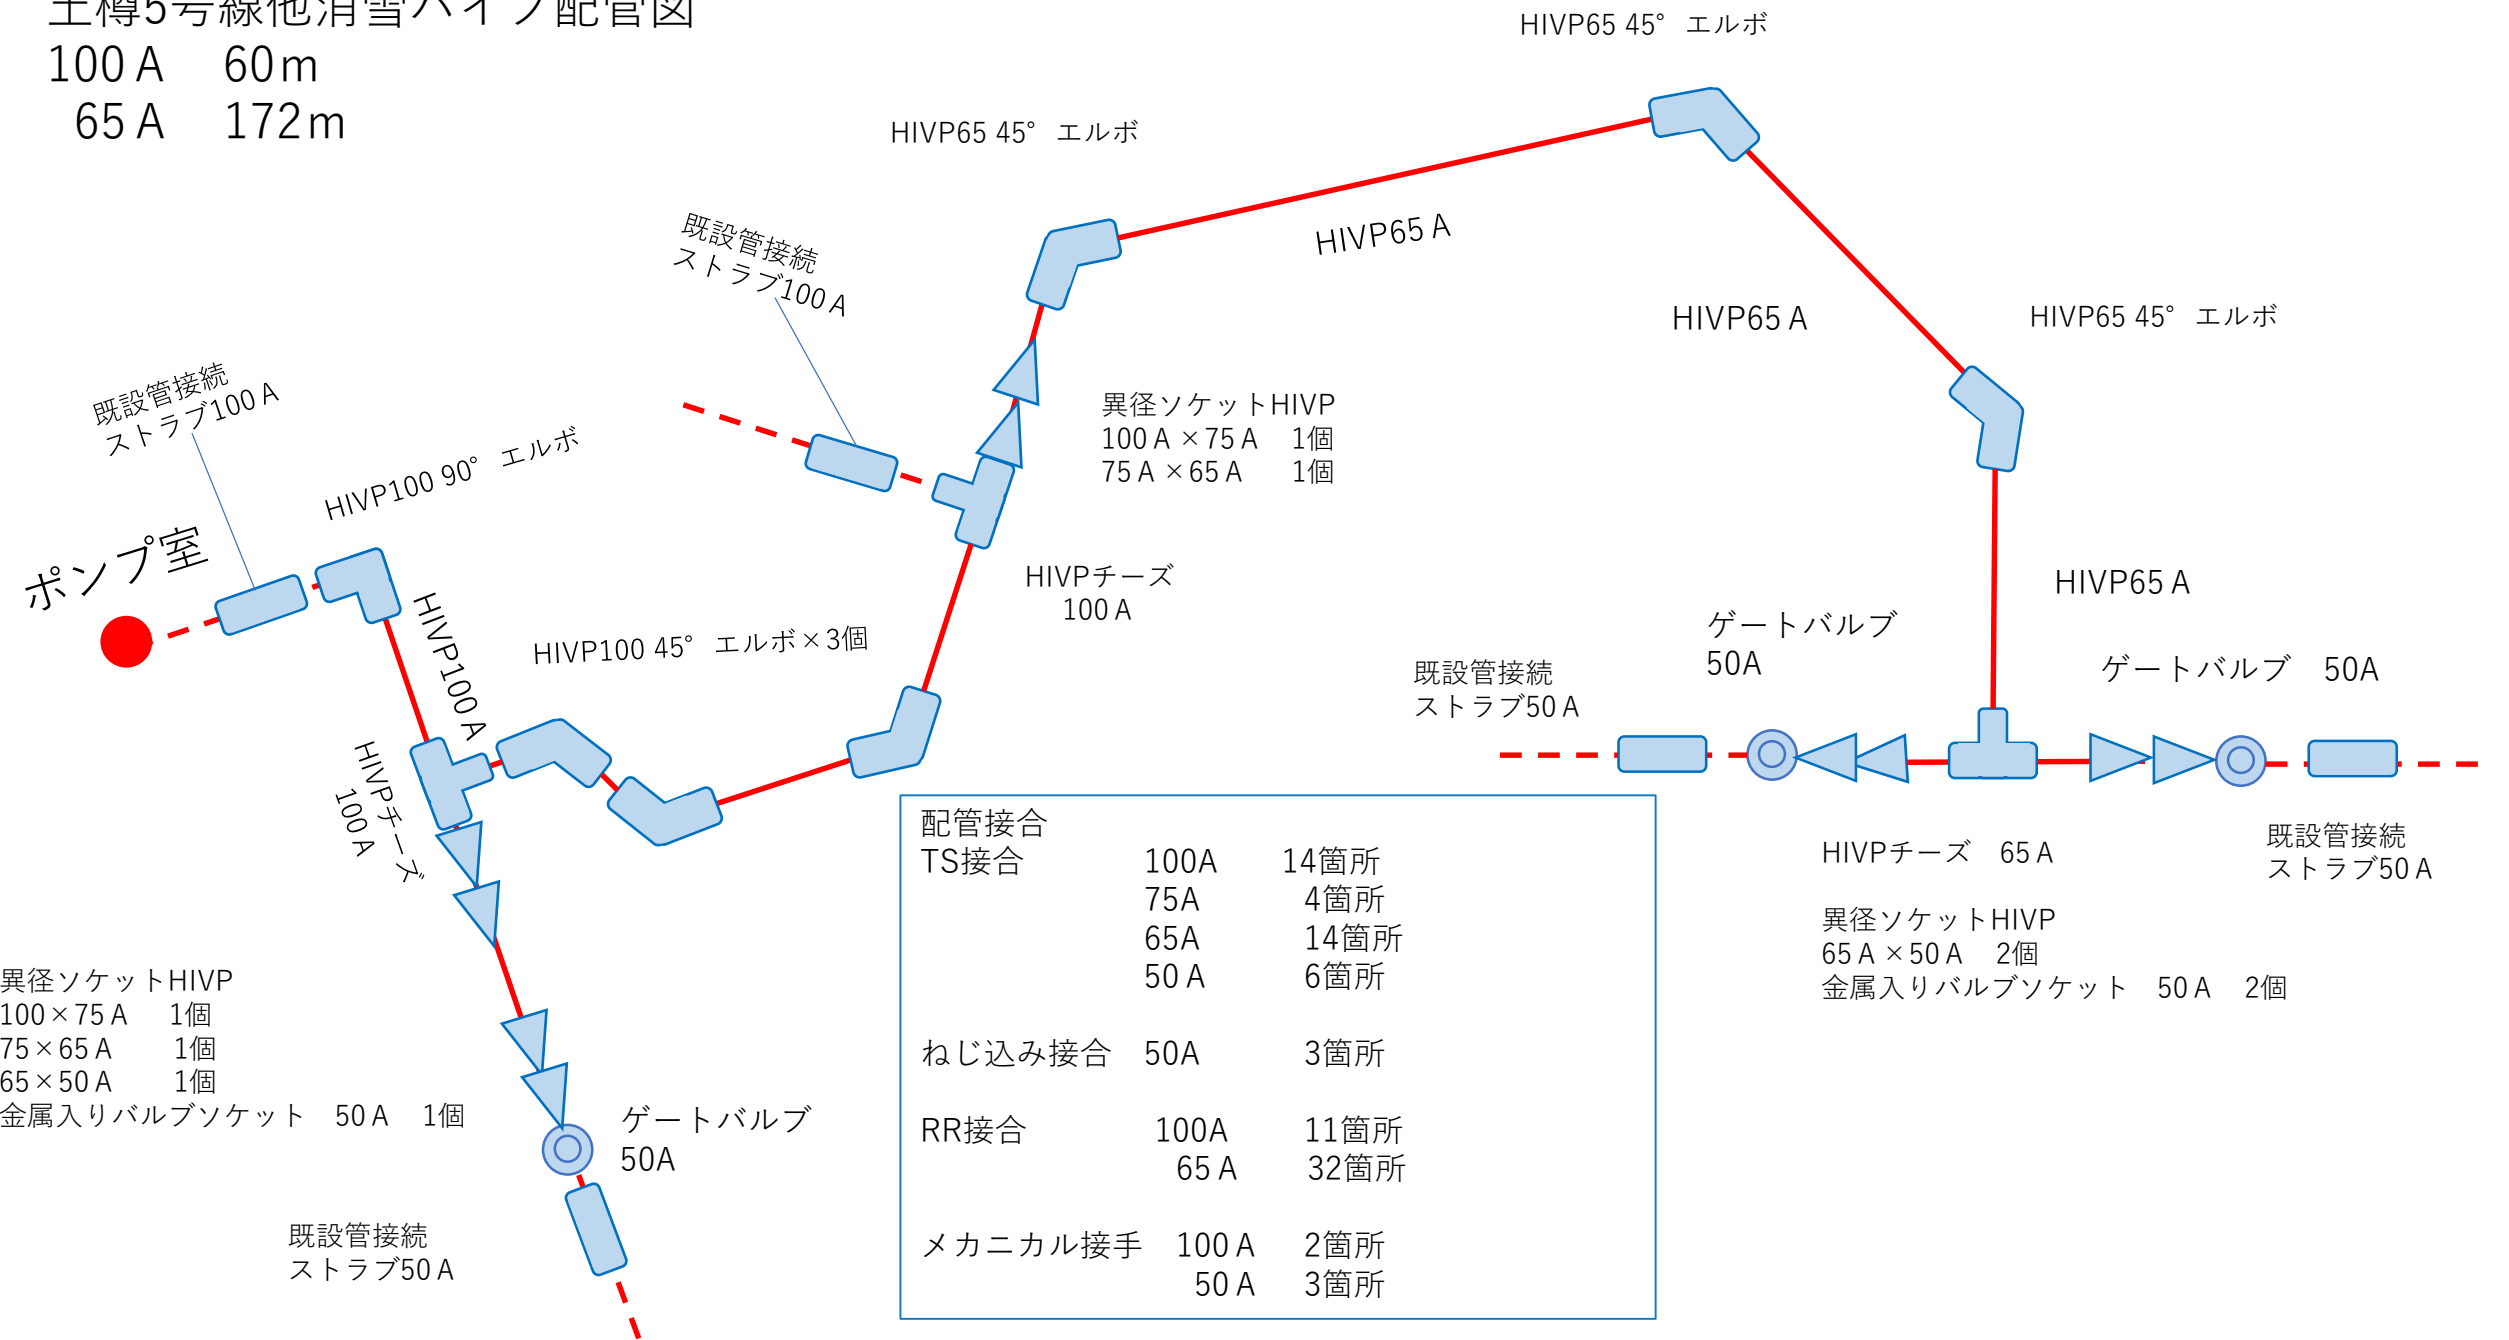 土樽5号線他消雪パイプ配管図
100A　60m
65A　172m
HIVP65 45°エルボ
HIVP65 45°エルボ
既設管接続
ストラブ100A
HIVP65A
HIVP65A
HIVP65 45°エルボ
既設管接続
ストラブ100A
HIVP100 90°エルボ
異径ソケットHIVP
100A×75A　1個
75A×65A　1個
ポンプ室
HIVP100A
HIVP100 45°エルボ×3個
HIVPチーズ
100A
HIVP65A
ゲートバルブ
50A
ゲートバルブ　50A
既設管接続
ストラブ50A
HIVPチーズ
100A
配管接合
TS接合　100A　14箇所
75A　4箇所
65A　14箇所
50A　6箇所
ねじ込み接合　50A　3箇所
RR接合　100A　11箇所
65A　32箇所
メカニカル接手　100A　2箇所
50A　3箇所
HIVPチーズ　65A
既設管接続
ストラブ50A
異径ソケットHIVP
65A×50A　2個
金属入りバルブソケット　50A　2個
異径ソケットHIVP
100×75A　1個
75×65A　1個
65×50A　1個
金属入りバルブソケット　50A　1個
ゲートバルブ
50A
既設管接続
ストラブ50A